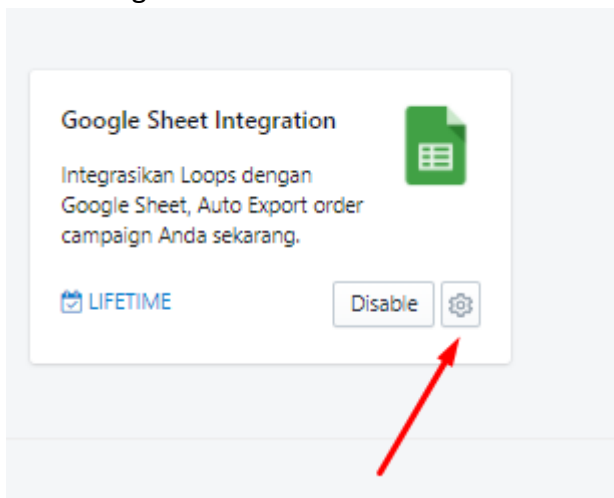 Google Sheet Integration
Integrasikan Loops dengan
Google Sheet, Auto Export order
campaign Anda sekarang.
LIFETIME
Disable